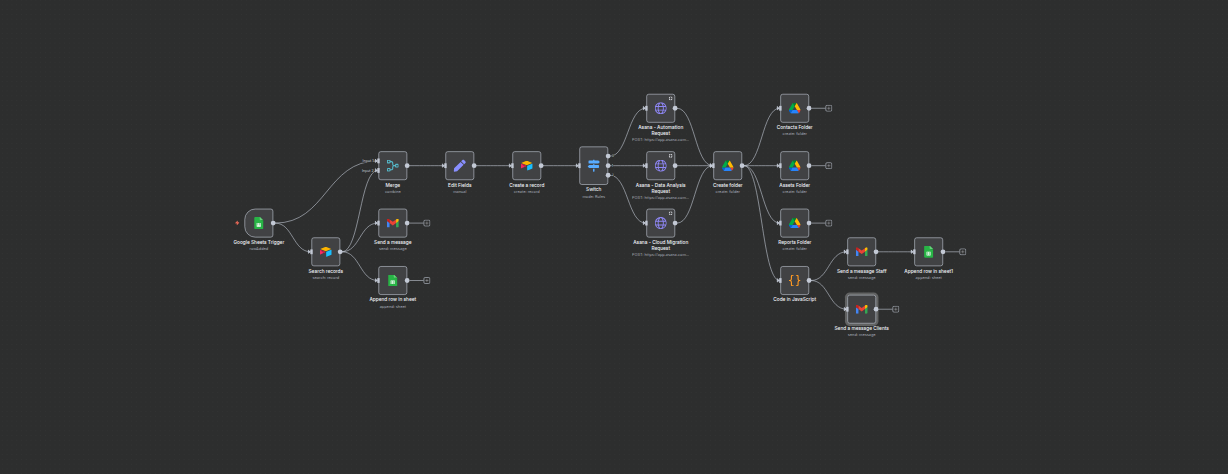 Asana - Automation
Request
POST: https://app.asana.com...
Contacts Folder
create: folder
Input 1
Input 2
Merge
combine
Edit Fields
manual
Create a record
create: record
Switch
mode: Rules
Asana - Data Analysis
Request
POST: https://app.asana.com...
Create folder
create: folder
Assets Folder
create: folder
Google Sheets Trigger
Send a message
send: message
Asana - Cloud Migration
Request
POST: https://app.asana.com...
Reports Folder
create: folder
Search records
search: record
Append row in sheet
append: sheet
Code in JavaScript
Send a message Staff
send: message
Append row in sheet1
append: sheet
Send a message Clients
send: message